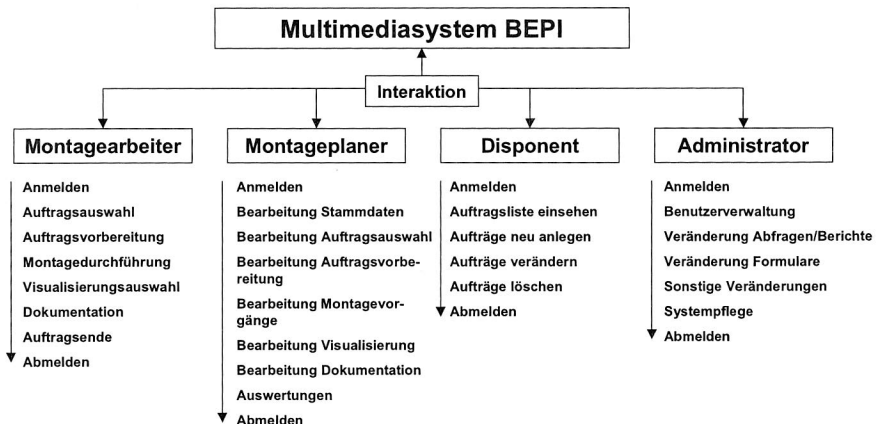 Multimediasystem BEPI
Interaktion
Montagearbeiter
Anmelden
Auftragsauswahl
Auftragsvorbereitung
Montagedurchführung
Visualisierungsauswahl
Dokumentation
Auftragsende
Abmelden
Montageplaner
Anmelden
Bearbeitung Stammdaten
Bearbeitung Auftragsauswahl
Bearbeitung Auftragsvorbe-
reitung
Bearbeitung Montagevor-
gänge
Bearbeitung Visualisierung
Bearbeitung Dokumentation
Auswertungen
Abmelden
Disponent
Anmelden
Auftragsliste einsehen
Aufträge neu anlegen
Aufträge verändern
Aufträge löschen
Abmelden
Administrator
Anmelden
Benutzerverwaltung
Veränderung Abfragen/Berichte
Veränderung Formulare
Sonstige Veränderungen
Systempflege
Abmelden